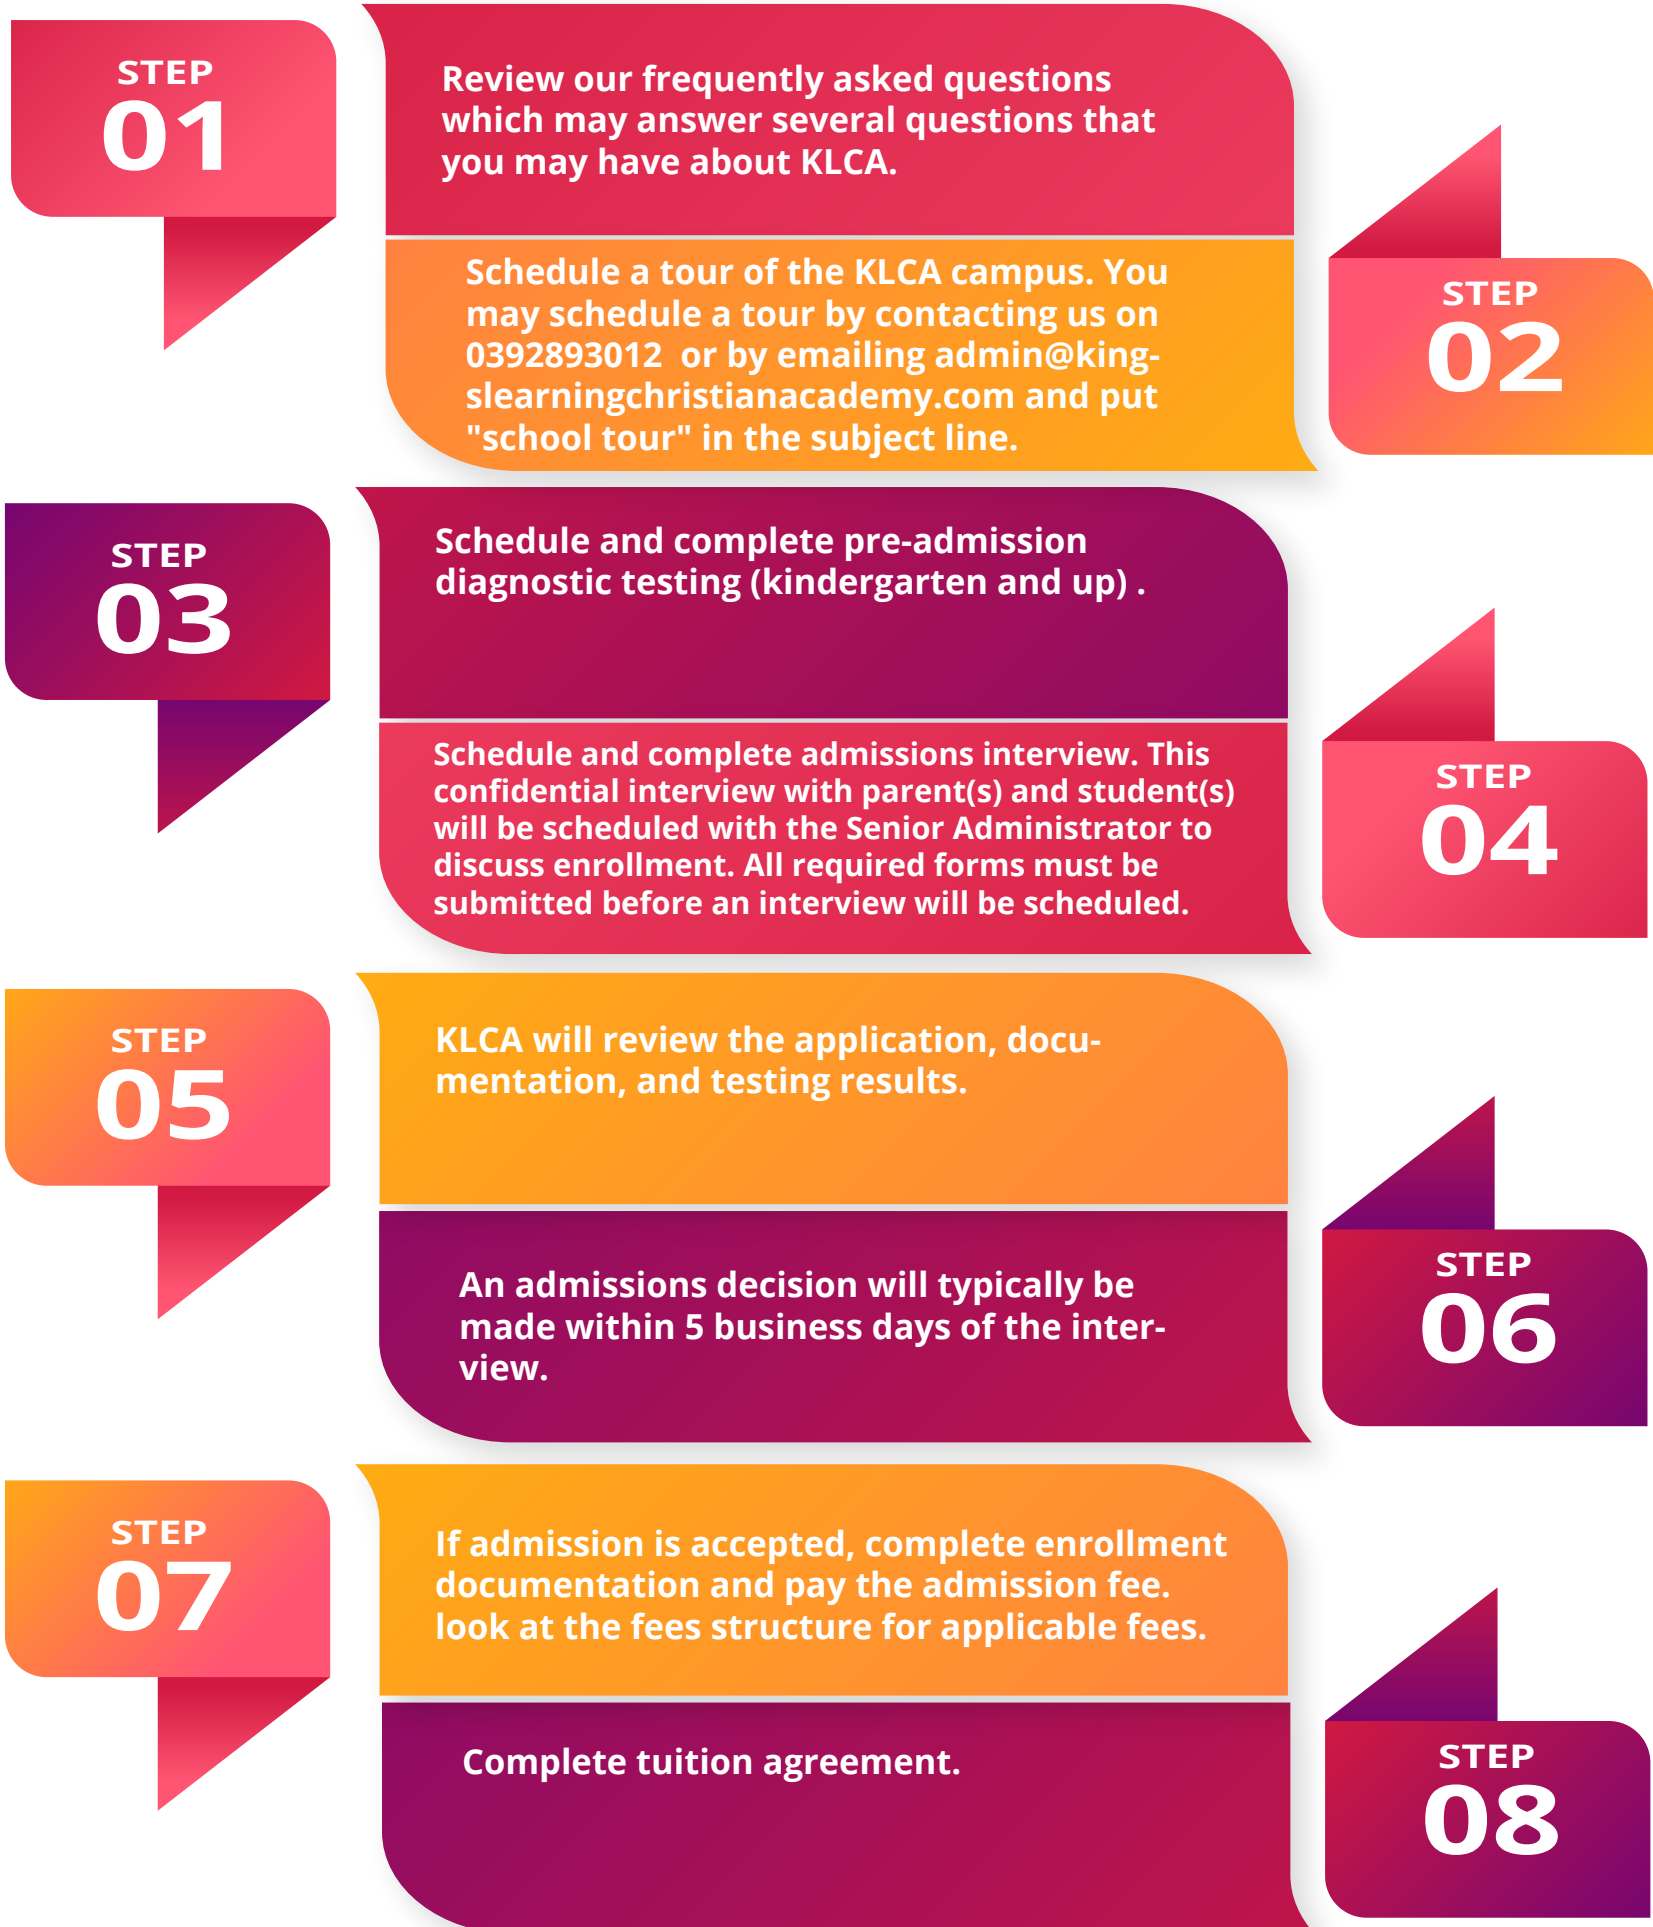 STEP
01
Review our frequently asked questions
which may answer several questions that
you may have about KLCA.
Schedule a tour of the KLCA campus. You
may schedule a tour by contacting us on
0392893012  or by emailing admin@king-
slearningchristianacademy.com and put
"school tour" in the subject line.
STEP
02
STEP
03
Schedule and complete pre-admission
diagnostic testing (kindergarten and up) .
Schedule and complete admissions interview. This
confidential interview with parent(s) and student(s)
will be scheduled with the Senior Administrator to
discuss enrollment. All required forms must be
submitted before an interview will be scheduled.
STEP
04
STEP
05
KLCA will review the application, docu-
mentation, and testing results.
An admissions decision will typically be
made within 5 business days of the inter-
view.
STEP
06
STEP
07
If admission is accepted, complete enrollment
documentation and pay the admission fee.
look at the fees structure for applicable fees.
Complete tuition agreement.
STEP
08